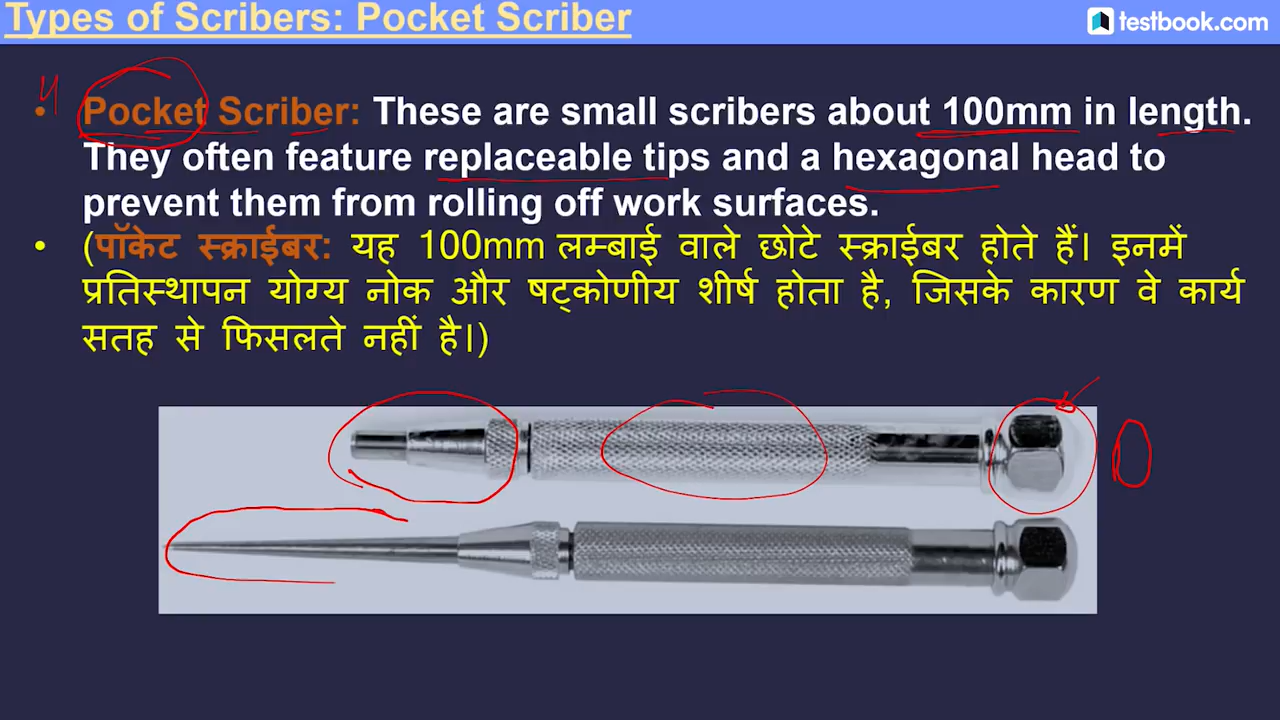 Types of Scribers: Pocket Scriber
testbook.com
• Pocket Scriber: These are small scribers about 100mm in length.
They often feature replaceable tips and a hexagonal head to
prevent them from rolling off work surfaces.
• (पॉकेट स्क्राईबर: यह 100mm लम्बाई वाले छोटे स्क्राईबर होते हैं। इनमें
प्रतिस्थापन योग्य नोक और षट्कोणीय शीर्ष होता है, जिसके कारण वे कार्य
सतह से फिसलते नहीं है।)